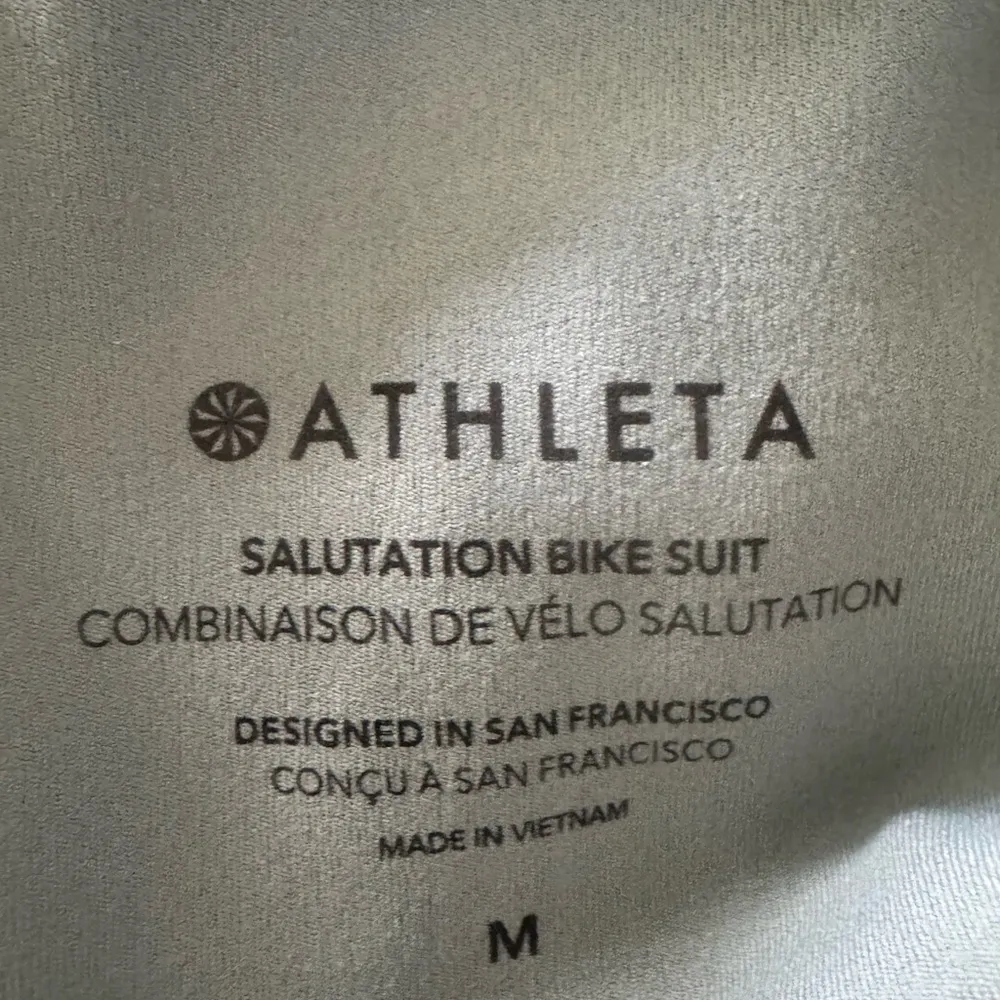 ATHLETA
SALUTATION BIKE SUIT
COMBINAISON DE VÉLO SALUTATION
DESIGNED IN SAN FRANCISCO
CONÇU À SAN FRANCISCO
MADE IN VIETNAM
M